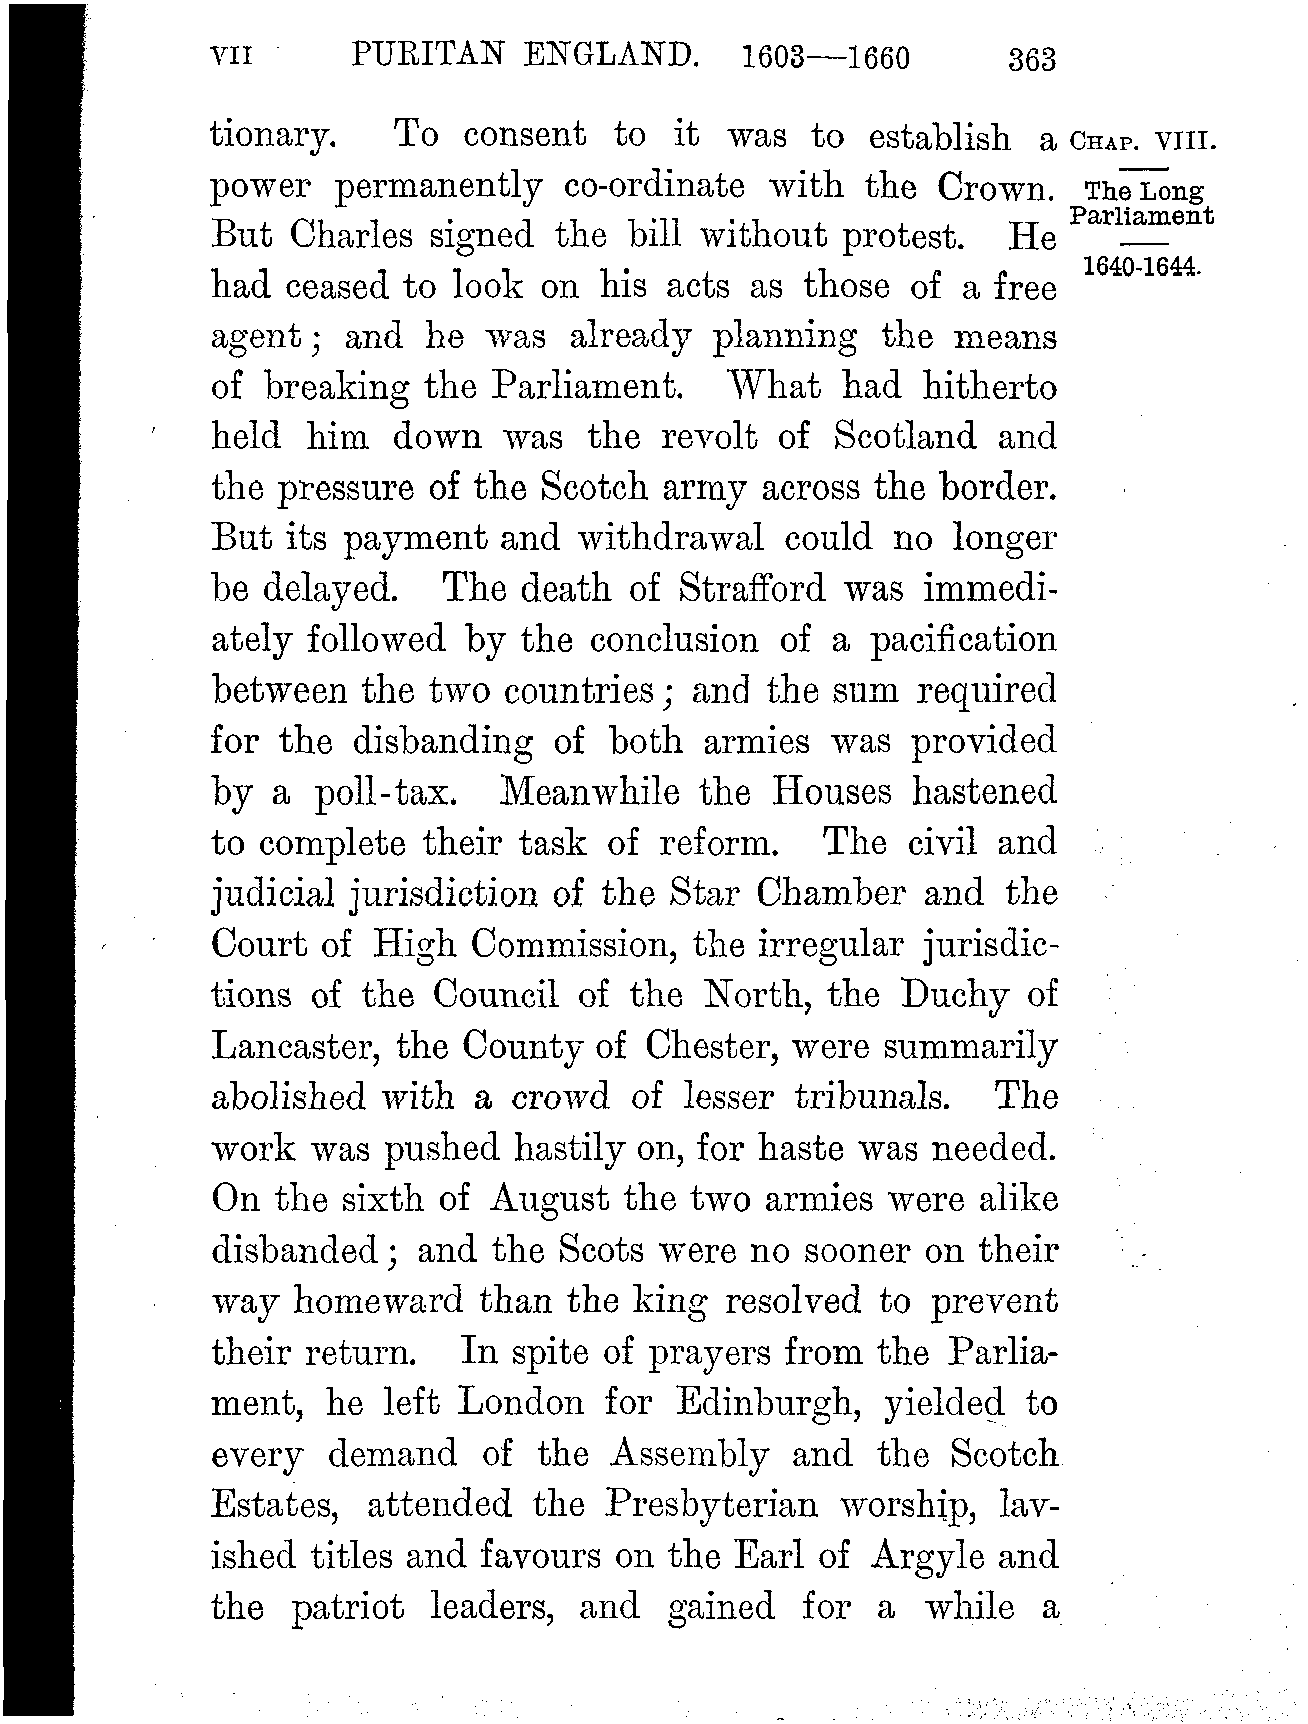 VII PURITAN ENGLAND. 1603—1660 363
tionary. To consent to it was to establish a
power permanently co-ordinate with the Crown.
But Charles signed the bill without protest. He
had ceased to look on his acts as those of a free
agent; and he was already planning the means
of breaking the Parliament. What had hitherto
held him down was the revolt of Scotland and
the pressure of the Scotch army across the border.
But its payment and withdrawal could no longer
be delayed. The death of Strafford was immedi-
ately followed by the conclusion of a pacification
between the two countries; and the sum required
for the disbanding of both armies was provided
by a poll-tax. Meanwhile the Houses hastened
to complete their task of reform. The civil and
judicial jurisdiction of the Star Chamber and the
Court of High Commission, the irregular jurisdic-
tions of the Council of the North, the Duchy of
Lancaster, the County of Chester, were summarily
abolished with a crowd of lesser tribunals. The
work was pushed hastily on, for haste was needed.
On the sixth of August the two armies were alike
disbanded; and the Scots were no sooner on their
way homeward than the king resolved to prevent
their return. In spite of prayers from the Parlia-
ment, he left London for Edinburgh, yielded to
every demand of the Assembly and the Scotch
Estates, attended the Presbyterian worship, lav-
ished titles and favours on the Earl of Argyle and
the patriot leaders, and gained for a while a
CHAP. VIII.
The Long
Parliament
1640-1644.